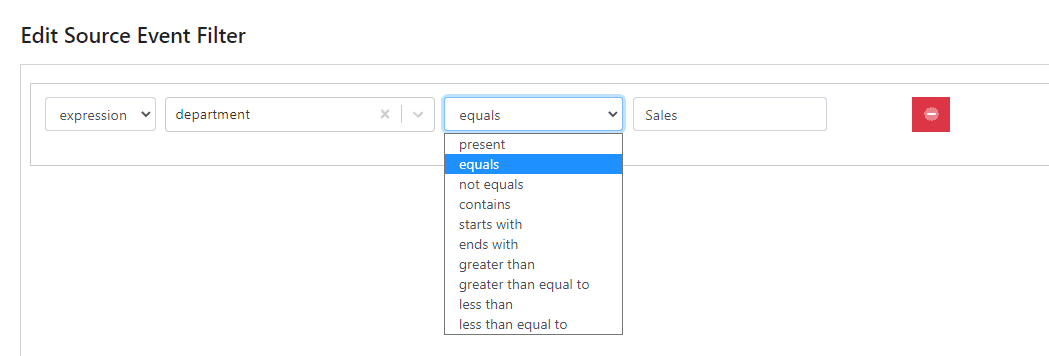 Edit Source Event Filter
expression department equals Sales
present
equals
not equals
contains
starts with
ends with
greater than
greater than equal to
less than
less than equal to